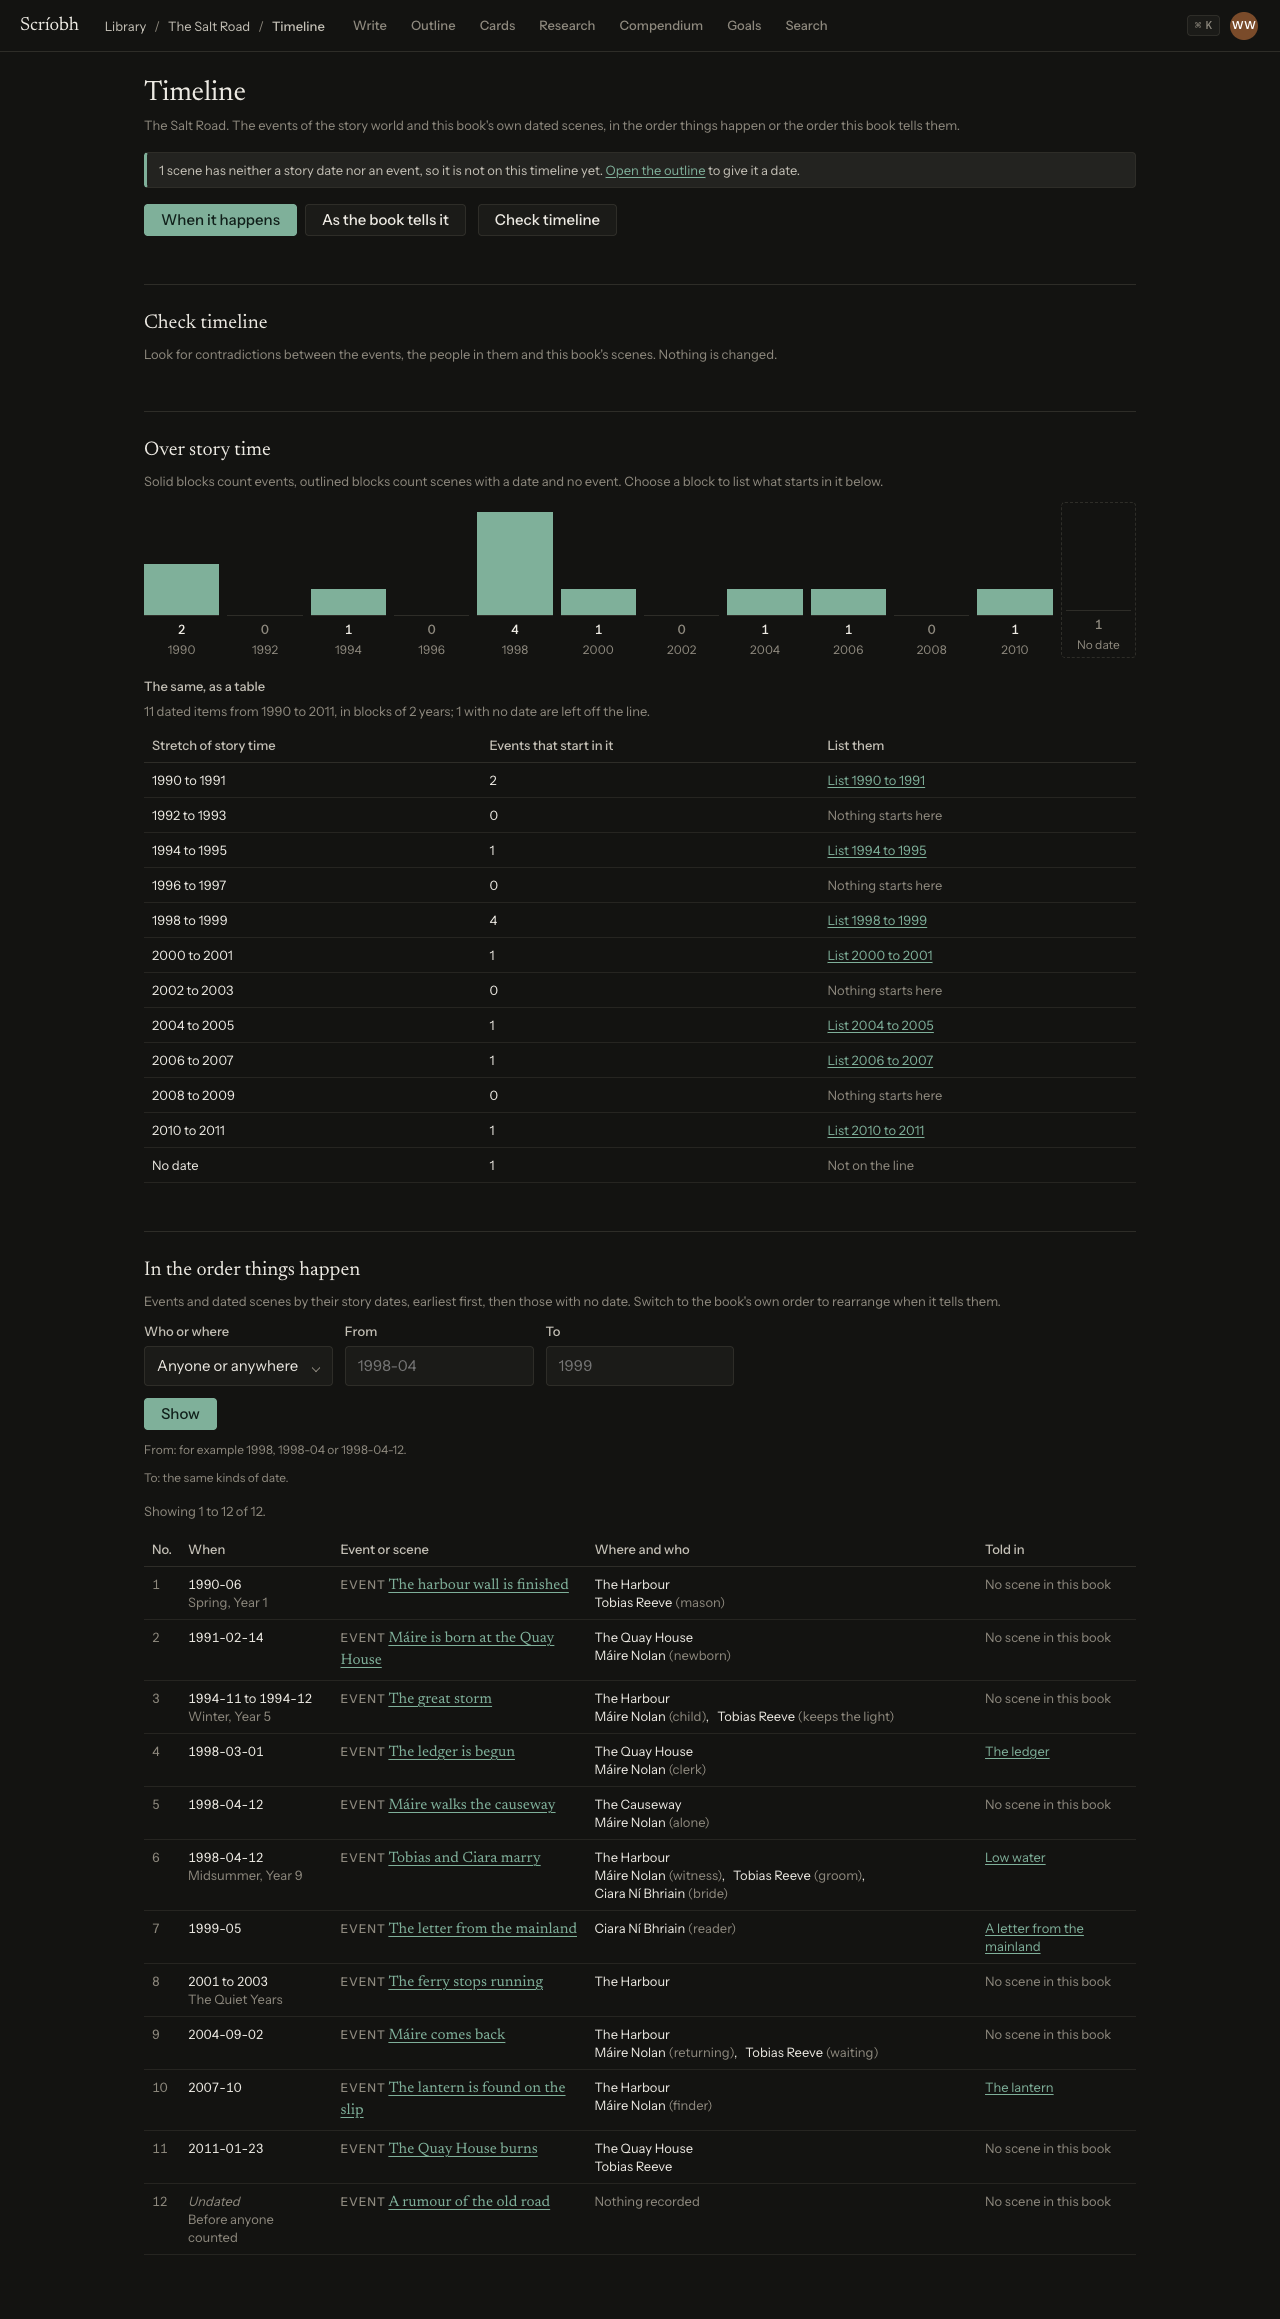 Scríobh Library / The Salt Road / Timeline Write Outline Cards Research Compendium Goals Search ⌘ K WW
Timeline
The Salt Road. The events of the story world and this book's own dated scenes, in the order things happen or the order this book tells them.
1 scene has neither a story date nor an event, so it is not on this timeline yet. Open the outline to give it a date.
When it happens As the book tells it Check timeline
Check timeline
Look for contradictions between the events, the people in them and this book's scenes. Nothing is changed.
Over story time
Solid blocks count events, outlined blocks count scenes with a date and no event. Choose a block to list what starts in it below.
2 0 1 0 4 1 0 1 1 0 1 1
1990 1992 1994 1996 1998 2000 2002 2004 2006 2008 2010 No date
The same, as a table
11 dated items from 1990 to 2011, in blocks of 2 years; 1 with no date are left off the line.
Stretch of story time Events that start in it List them
1990 to 1991 2 List 1990 to 1991
1992 to 1993 0 Nothing starts here
1994 to 1995 1 List 1994 to 1995
1996 to 1997 0 Nothing starts here
1998 to 1999 4 List 1998 to 1999
2000 to 2001 1 List 2000 to 2001
2002 to 2003 0 Nothing starts here
2004 to 2005 1 List 2004 to 2005
2006 to 2007 1 List 2006 to 2007
2008 to 2009 0 Nothing starts here
2010 to 2011 1 List 2010 to 2011
No date 1 Not on the line
In the order things happen
Events and dated scenes by their story dates, earliest first, then those with no date. Switch to the book's own order to rearrange when it tells them.
Who or where From To
Anyone or anywhere 1998-04 1999
Show
From: for example 1998, 1998-04 or 1998-04-12.
To: the same kinds of date.
Showing 1 to 12 of 12.
No. When Event or scene Where and who Told in
1 1990-06 EVENT The harbour wall is finished The Harbour No scene in this book
Spring, Year 1 Tobias Reeve (mason)
2 1991-02-14 EVENT Máire is born at the Quay The Quay House No scene in this book
House Máire Nolan (newborn)
3 1994-11 to 1994-12 EVENT The great storm The Harbour No scene in this book
Winter, Year 5 Máire Nolan (child), Tobias Reeve (keeps the light)
4 1998-03-01 EVENT The ledger is begun The Quay House The ledger
Máire Nolan (clerk)
5 1998-04-12 EVENT Máire walks the causeway The Causeway No scene in this book
Máire Nolan (alone)
6 1998-04-12 EVENT Tobias and Ciara marry The Harbour Low water
Midsummer, Year 9 Máire Nolan (witness), Tobias Reeve (groom),
Ciara Ní Bhriain (bride)
7 1999-05 EVENT The letter from the mainland Ciara Ní Bhriain (reader) A letter from the
mainland
8 2001 to 2003 EVENT The ferry stops running The Harbour No scene in this book
The Quiet Years
9 2004-09-02 EVENT Máire comes back The Harbour No scene in this book
Máire Nolan (returning), Tobias Reeve (waiting)
10 2007-10 EVENT The lantern is found on the The Harbour The lantern
slip Máire Nolan (finder)
11 2011-01-23 EVENT The Quay House burns The Quay House No scene in this book
Tobias Reeve
12 Undated EVENT A rumour of the old road Nothing recorded No scene in this book
Before anyone
counted